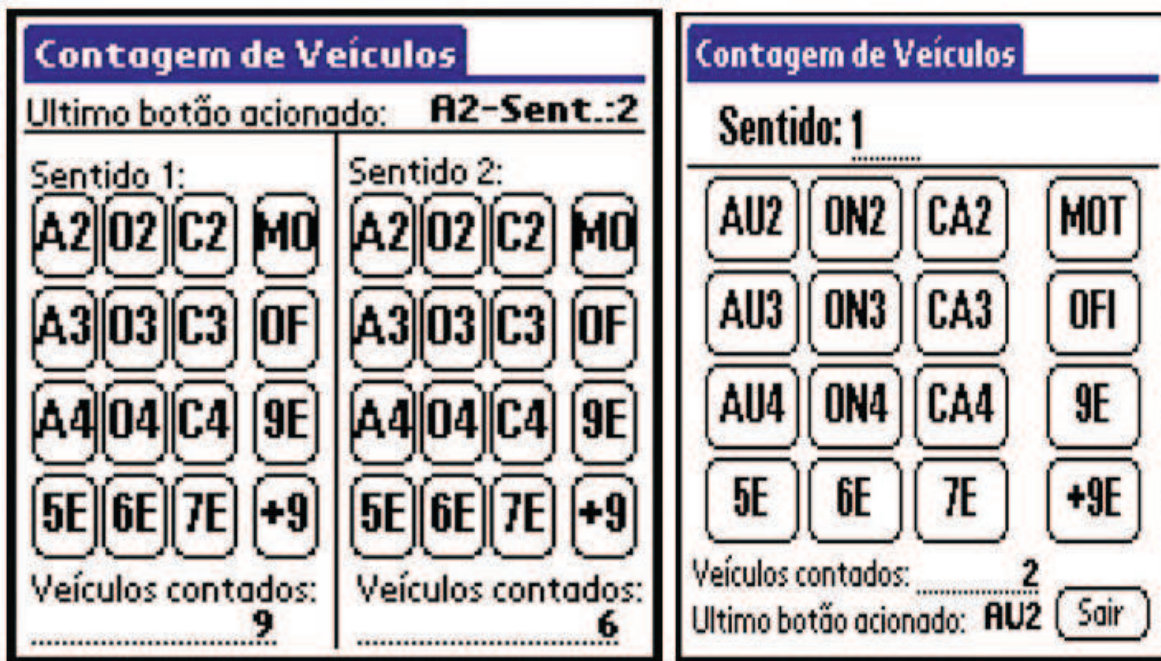 Contagem de Veículos
Ultimo botão acionado: A2-Sent.:2
Sentido 1:
A2 O2 C2 MO
A3 O3 C3 OF
A4 O4 C4 9E
5E 6E 7E +9
Veículos contados:
9
Sentido 2:
A2 O2 C2 MO
A3 O3 C3 OF
A4 O4 C4 9E
5E 6E 7E +9
Veículos contados:
6
Contagem de Veículos
Sentido: 1
AU2 ON2 CA2 MOT
AU3 ON3 CA3 OFI
AU4 ON4 CA4 9E
5E 6E 7E +9E
Veículos contados: 2
Ultimo botão acionado: AU2 Sair